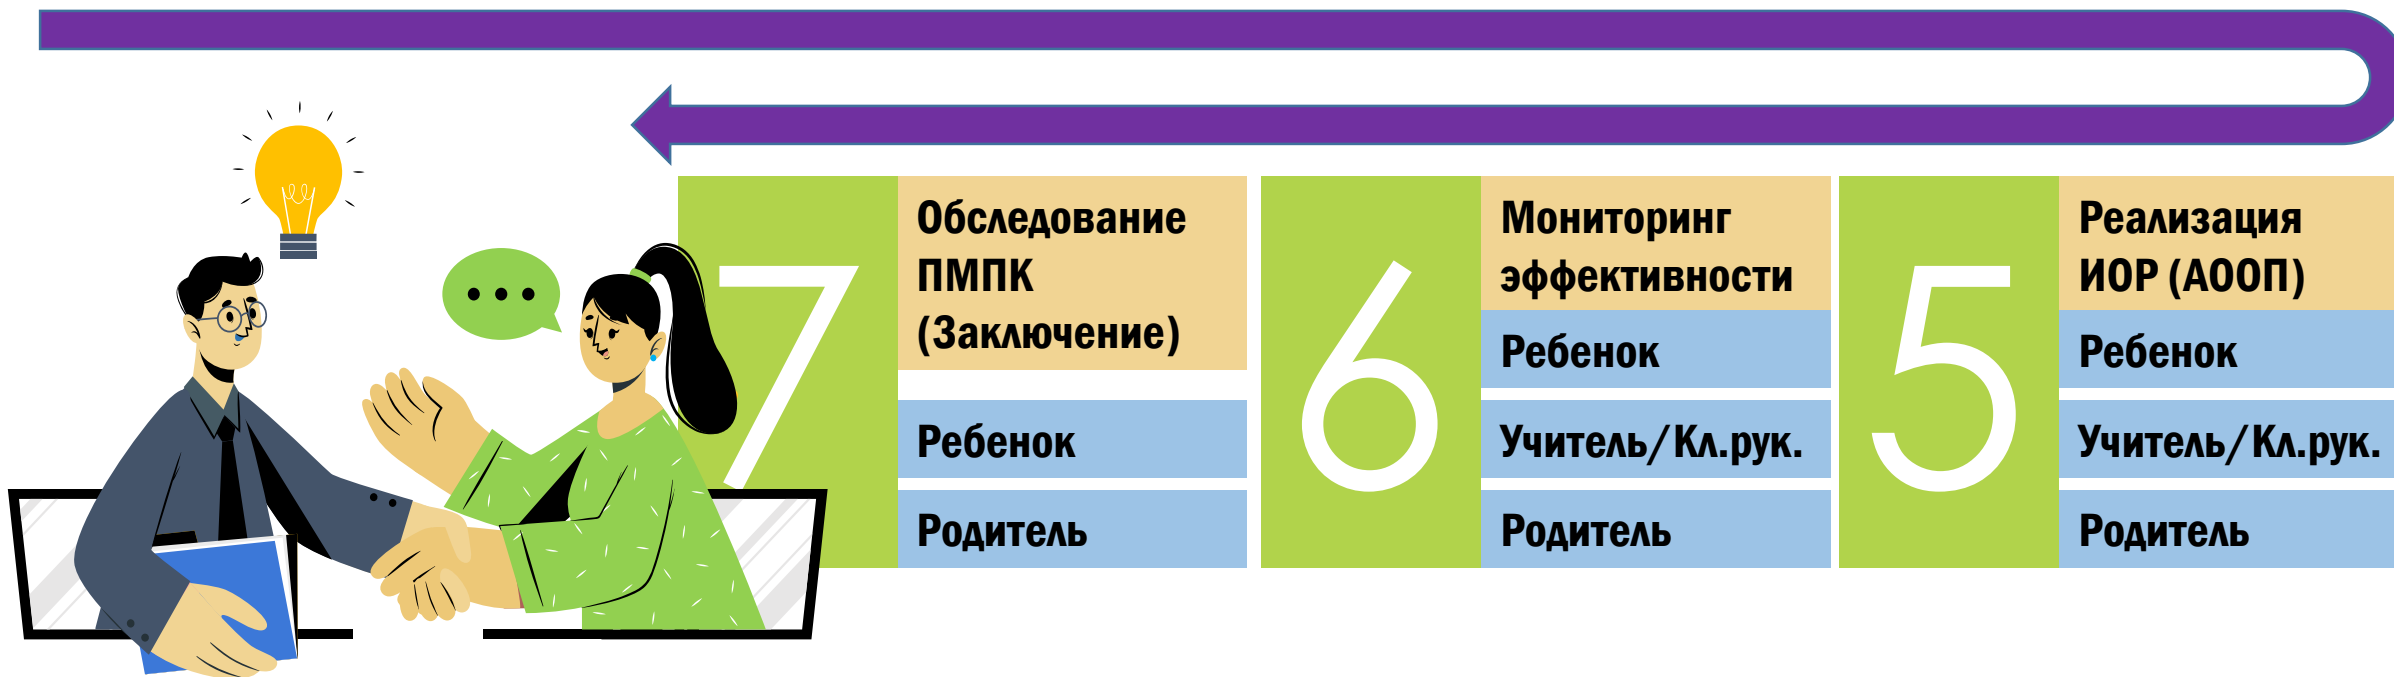 7
Обследование
ПМПК
(Заключение)
Ребенок
Родитель
6
Мониторинг
эффективности
Ребенок
Учитель/Кл.рук.
Родитель
5
Реализация
ИОР (АООП)
Ребенок
Учитель/Кл.рук.
Родитель